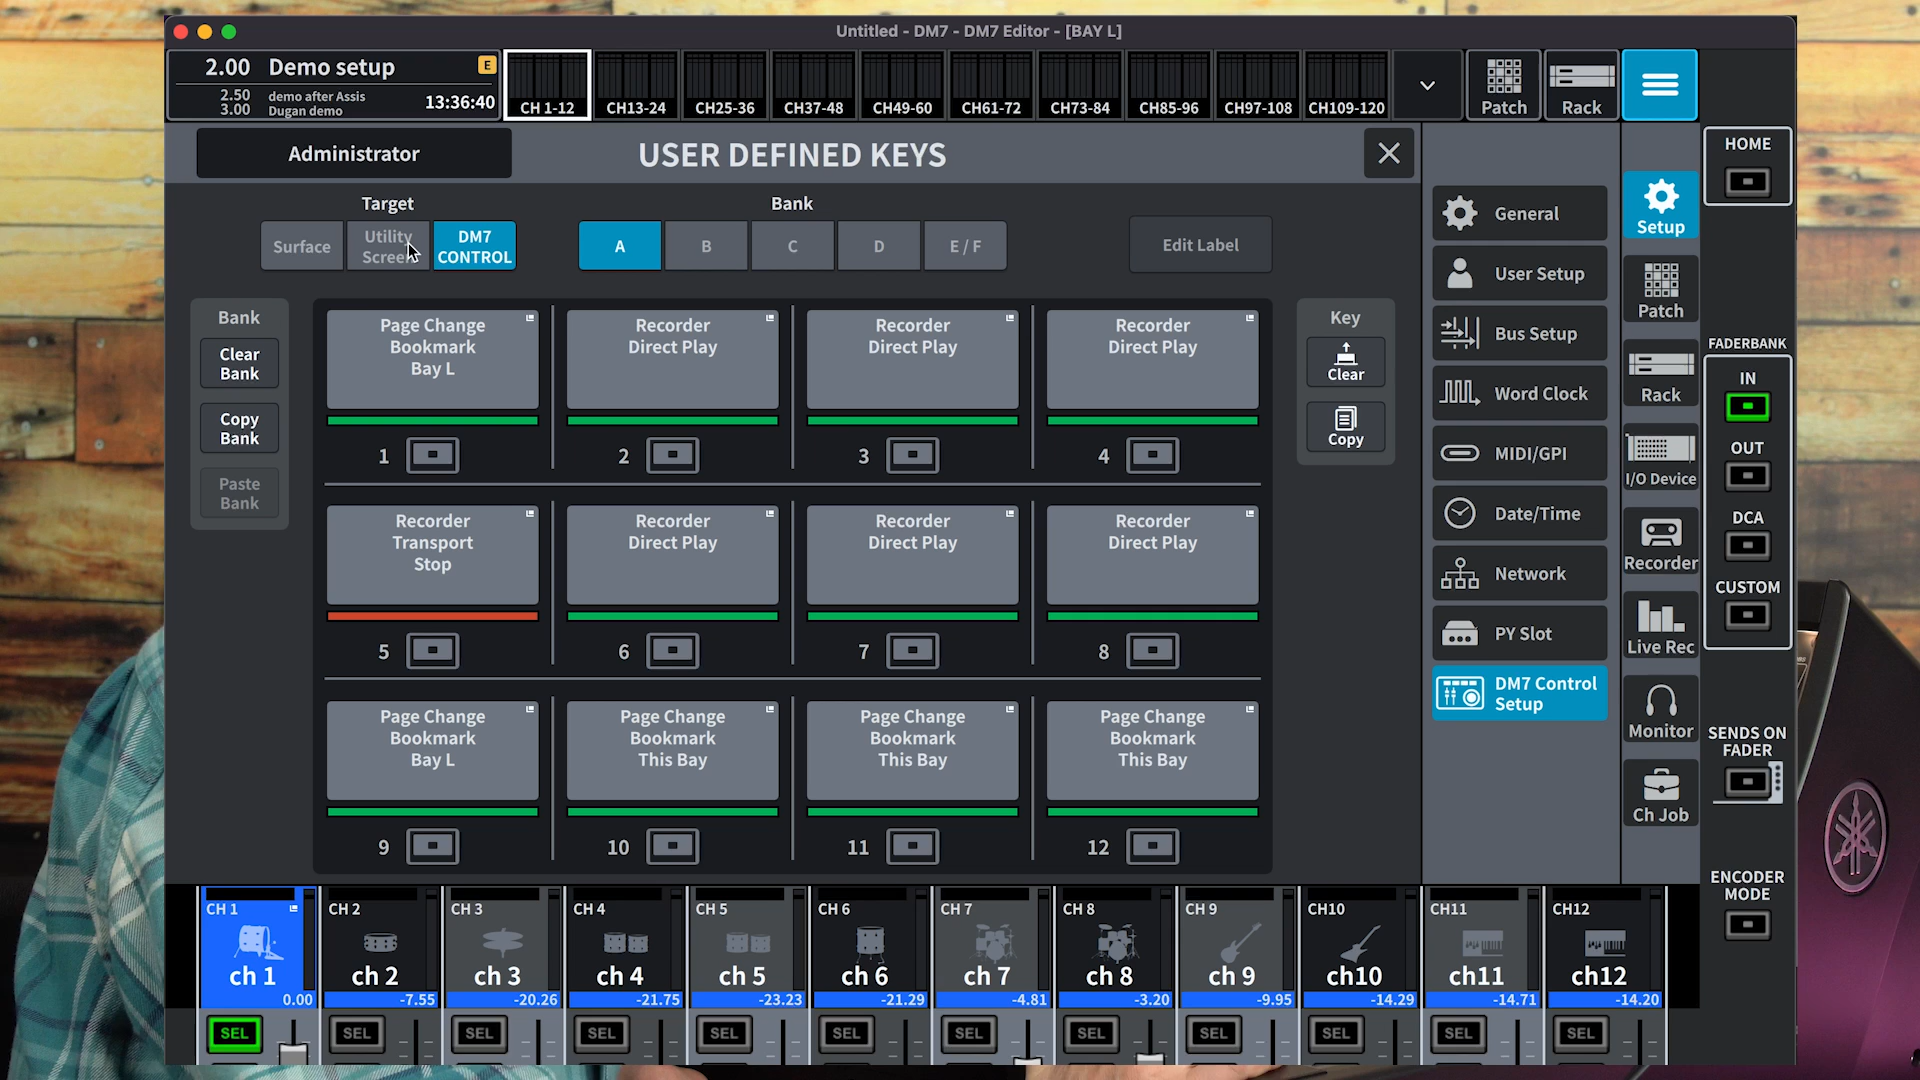 Untitled - DM7 - DM7 Editor - [BAY L]
2.00 Demo setup E
2.50 demo after Assis
3.00 Dugan demo
13:36:40
CH 1-12
CH13-24
CH25-36
CH37-48
CH49-60
CH61-72
CH73-84
CH85-96
CH97-108
CH109-120
Patch
Rack
Administrator
USER DEFINED KEYS
HOME
Target
Surface
Utility
Screen
DM7
CONTROL
Bank
A
B
C
D
E / F
Edit Label
Bank
Clear
Bank
Copy
Bank
Paste
Bank
Page Change
Bookmark
Bay L
1
Recorder
Direct Play
2
Recorder
Direct Play
3
Recorder
Direct Play
4
Recorder
Transport
Stop
5
Recorder
Direct Play
6
Recorder
Direct Play
7
Recorder
Direct Play
8
Page Change
Bookmark
Bay L
9
Page Change
Bookmark
This Bay
10
Page Change
Bookmark
This Bay
11
Page Change
Bookmark
This Bay
12
Key
Clear
Copy
General
User Setup
Bus Setup
Word Clock
MIDI/GPI
Date/Time
Network
PY Slot
DM7 Control
Setup
Setup
Patch
Rack
I/O Device
Recorder
Live Rec
Monitor
Ch Job
FADERBANK
IN
OUT
DCA
CUSTOM
SENDS ON
FADER
ENCODER
MODE
CH 1
ch 1
0.00
SEL
CH 2
ch 2
-7.55
SEL
CH 3
ch 3
-20.26
SEL
CH 4
ch 4
-21.75
SEL
CH 5
ch 5
-23.23
SEL
CH 6
ch 6
-21.29
SEL
CH 7
ch 7
-4.81
SEL
CH 8
ch 8
-3.20
SEL
CH 9
ch 9
-9.95
SEL
CH10
ch10
-14.29
SEL
CH11
ch11
-14.71
SEL
CH12
ch12
-14.20
SEL